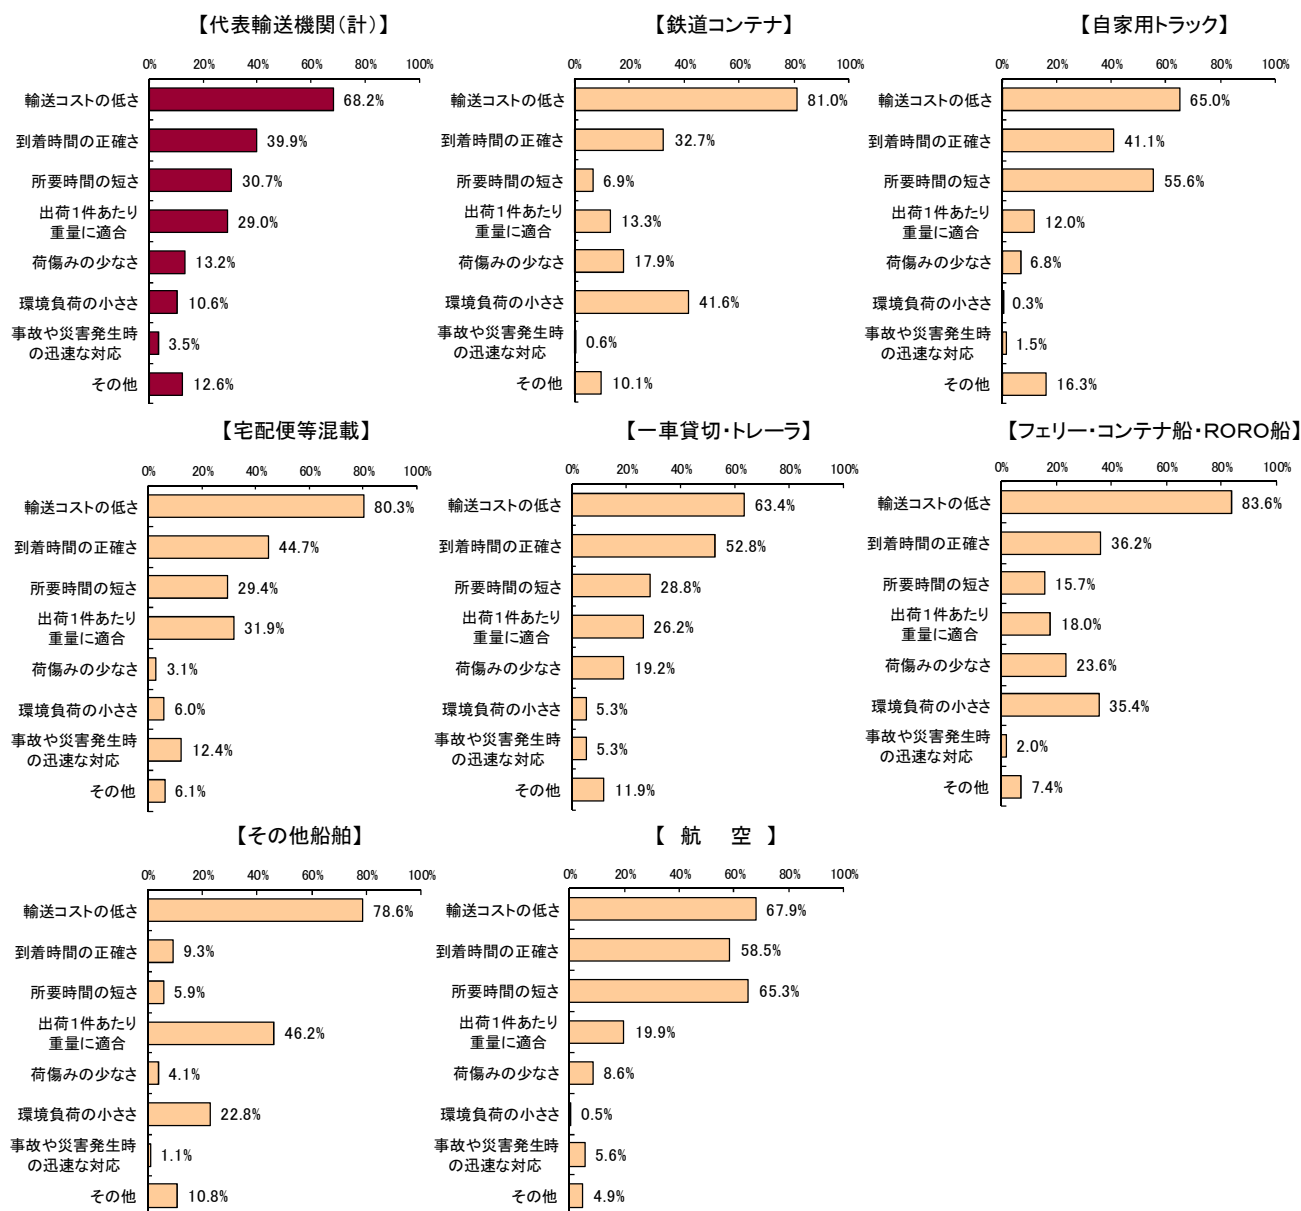 【代表輸送機関(計)】
0% 20% 40% 60% 80% 100%
輸送コストの低さ 68.2%
到着時間の正確さ 39.9%
所要時間の短さ 30.7%
出荷1件あたり
重量に適合 29.0%
荷傷みの少なさ 13.2%
環境負荷の小ささ 10.6%
事故や災害発生時
の迅速な対応 3.5%
その他 12.6%
【鉄道コンテナ】
0% 20% 40% 60% 80% 100%
輸送コストの低さ 81.0%
到着時間の正確さ 32.7%
所要時間の短さ 6.9%
出荷1件あたり
重量に適合 13.3%
荷傷みの少なさ 17.9%
環境負荷の小ささ 41.6%
事故や災害発生時
の迅速な対応 0.6%
その他 10.1%
【自家用トラック】
0% 20% 40% 60% 80% 100%
輸送コストの低さ 65.0%
到着時間の正確さ 41.1%
所要時間の短さ 55.6%
出荷1件あたり
重量に適合 12.0%
荷傷みの少なさ 6.8%
環境負荷の小ささ 0.3%
事故や災害発生時
の迅速な対応 1.5%
その他 16.3%
【宅配便等混載】
0% 20% 40% 60% 80% 100%
輸送コストの低さ 80.3%
到着時間の正確さ 44.7%
所要時間の短さ 29.4%
出荷1件あたり
重量に適合 31.9%
荷傷みの少なさ 3.1%
環境負荷の小ささ 6.0%
事故や災害発生時
の迅速な対応 12.4%
その他 6.1%
【一車貸切・トレーラ】
0% 20% 40% 60% 80% 100%
輸送コストの低さ 63.4%
到着時間の正確さ 52.8%
所要時間の短さ 28.8%
出荷1件あたり
重量に適合 26.2%
荷傷みの少なさ 19.2%
環境負荷の小ささ 5.3%
事故や災害発生時
の迅速な対応 5.3%
その他 11.9%
【フェリー・コンテナ船・RORO船】
0% 20% 40% 60% 80% 100%
輸送コストの低さ 83.6%
到着時間の正確さ 36.2%
所要時間の短さ 15.7%
出荷1件あたり
重量に適合 18.0%
荷傷みの少なさ 23.6%
環境負荷の小ささ 35.4%
事故や災害発生時
の迅速な対応 2.0%
その他 7.4%
【その他船舶】
0% 20% 40% 60% 80% 100%
輸送コストの低さ 78.6%
到着時間の正確さ 9.3%
所要時間の短さ 5.9%
出荷1件あたり
重量に適合 46.2%
荷傷みの少なさ 4.1%
環境負荷の小ささ 22.8%
事故や災害発生時
の迅速な対応 1.1%
その他 10.8%
【 航 空 】
0% 20% 40% 60% 80% 100%
輸送コストの低さ 67.9%
到着時間の正確さ 58.5%
所要時間の短さ 65.3%
出荷1件あたり
重量に適合 19.9%
荷傷みの少なさ 8.6%
環境負荷の小ささ 0.5%
事故や災害発生時
の迅速な対応 5.6%
その他 4.9%